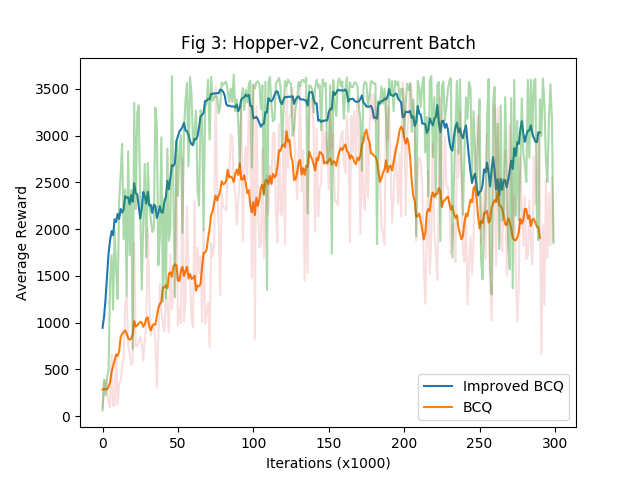 Fig 3: Hopper-v2, Concurrent Batch
Average Reward
3500
3000
2500
2000
1500
1000
500
0
0 50 100 150 200 250 300
Iterations (x1000)
Improved BCQ
BCQ